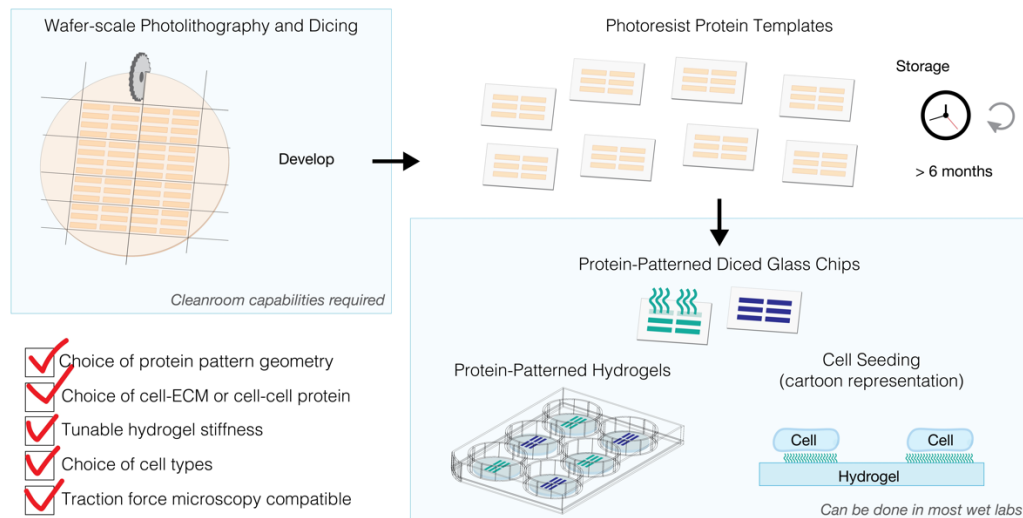 Wafer-scale Photolithography and Dicing
Develop
Cleanroom capabilities required
Photoresist Protein Templates
Storage
> 6 months
Protein-Patterned Diced Glass Chips
Protein-Patterned Hydrogels
Cell Seeding
(cartoon representation)
Cell
Cell
Hydrogel
Can be done in most wet labs
Choice of protein pattern geometry
Choice of cell-ECM or cell-cell protein
Tunable hydrogel stiffness
Choice of cell types
Traction force microscopy compatible